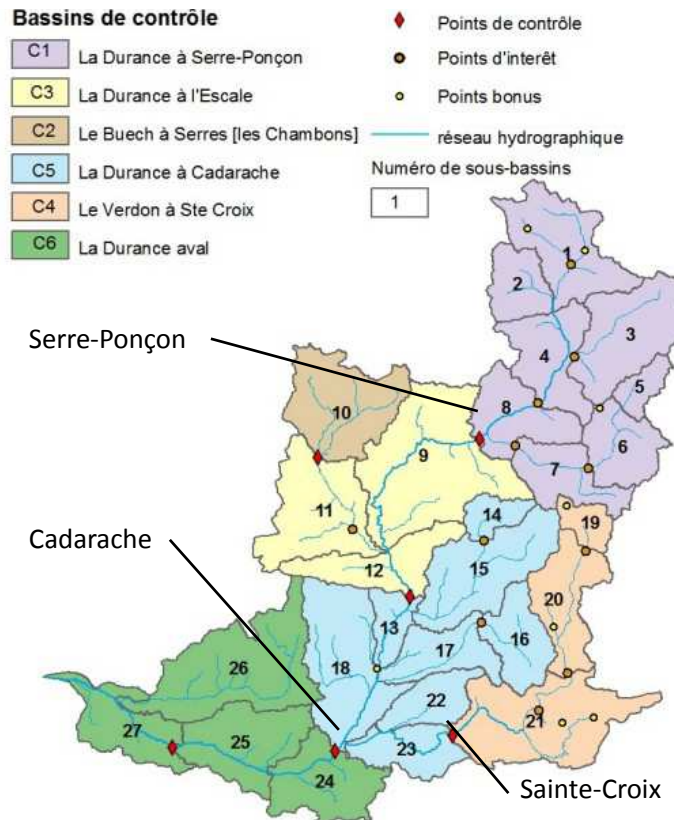 Bassins de contrôle
C1 La Durance à Serre-Ponçon
C3 La Durance à l'Escale
C2 Le Buech à Serres [les Chambons]
C5 La Durance à Cadarache
C4 Le Verdon à Ste Croix
C6 La Durance aval
Points de contrôle
Points d'interêt
Points bonus
réseau hydrographique
Numéro de sous-bassins
1
1
2
3
Serre-Ponçon
4
5
10
8
6
9
7
11
14
19
Cadarache
12
15
20
13
16
17
18
26
22
21
27
25
23
24
Sainte-Croix